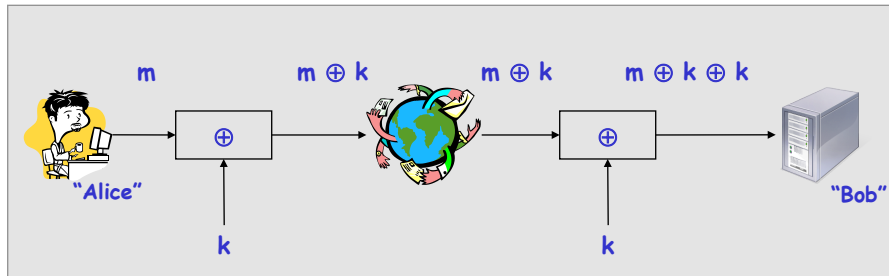 m m ⊕ k m ⊕ k m ⊕ k ⊕ k
⊕ ⊕
“Alice” “Bob”
k k